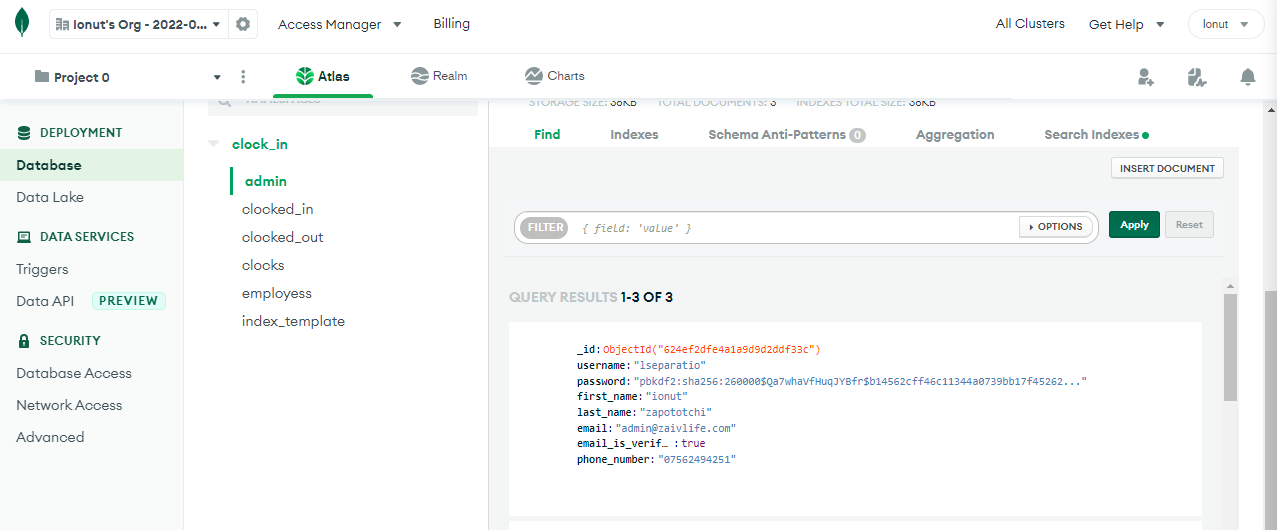 Ionut's Org - 2022-0... Access Manager Billing All Clusters Get Help Ionut
Project 0 Atlas Realm Charts
STORAGE SIZE: 36KB TOTAL DOCUMENTS: 3 INDEXES TOTAL SIZE: 36KB
DEPLOYMENT
Database
Data Lake
DATA SERVICES
Triggers
Data API PREVIEW
SECURITY
Database Access
Network Access
Advanced
clock_in
admin
clocked_in
clocked_out
clocks
employess
index_template
Find Indexes Schema Anti-Patterns 0 Aggregation Search Indexes
INSERT DOCUMENT
FILTER { field: 'value' } OPTIONS Apply Reset
QUERY RESULTS 1-3 OF 3
_id: ObjectId("624ef2dfe4a1a9d9d2ddf33c")
username: "lseparatio"
password: "pbkdf2:sha256:260000$Qa7whaVfHuqJYBfr$b14562cff46c11344a0739bb17f45262..."
first_name: "ionut"
last_name: "zapototchi"
email: "admin@zaivlife.com"
email_is_verif… : true
phone_number: "07562494251"